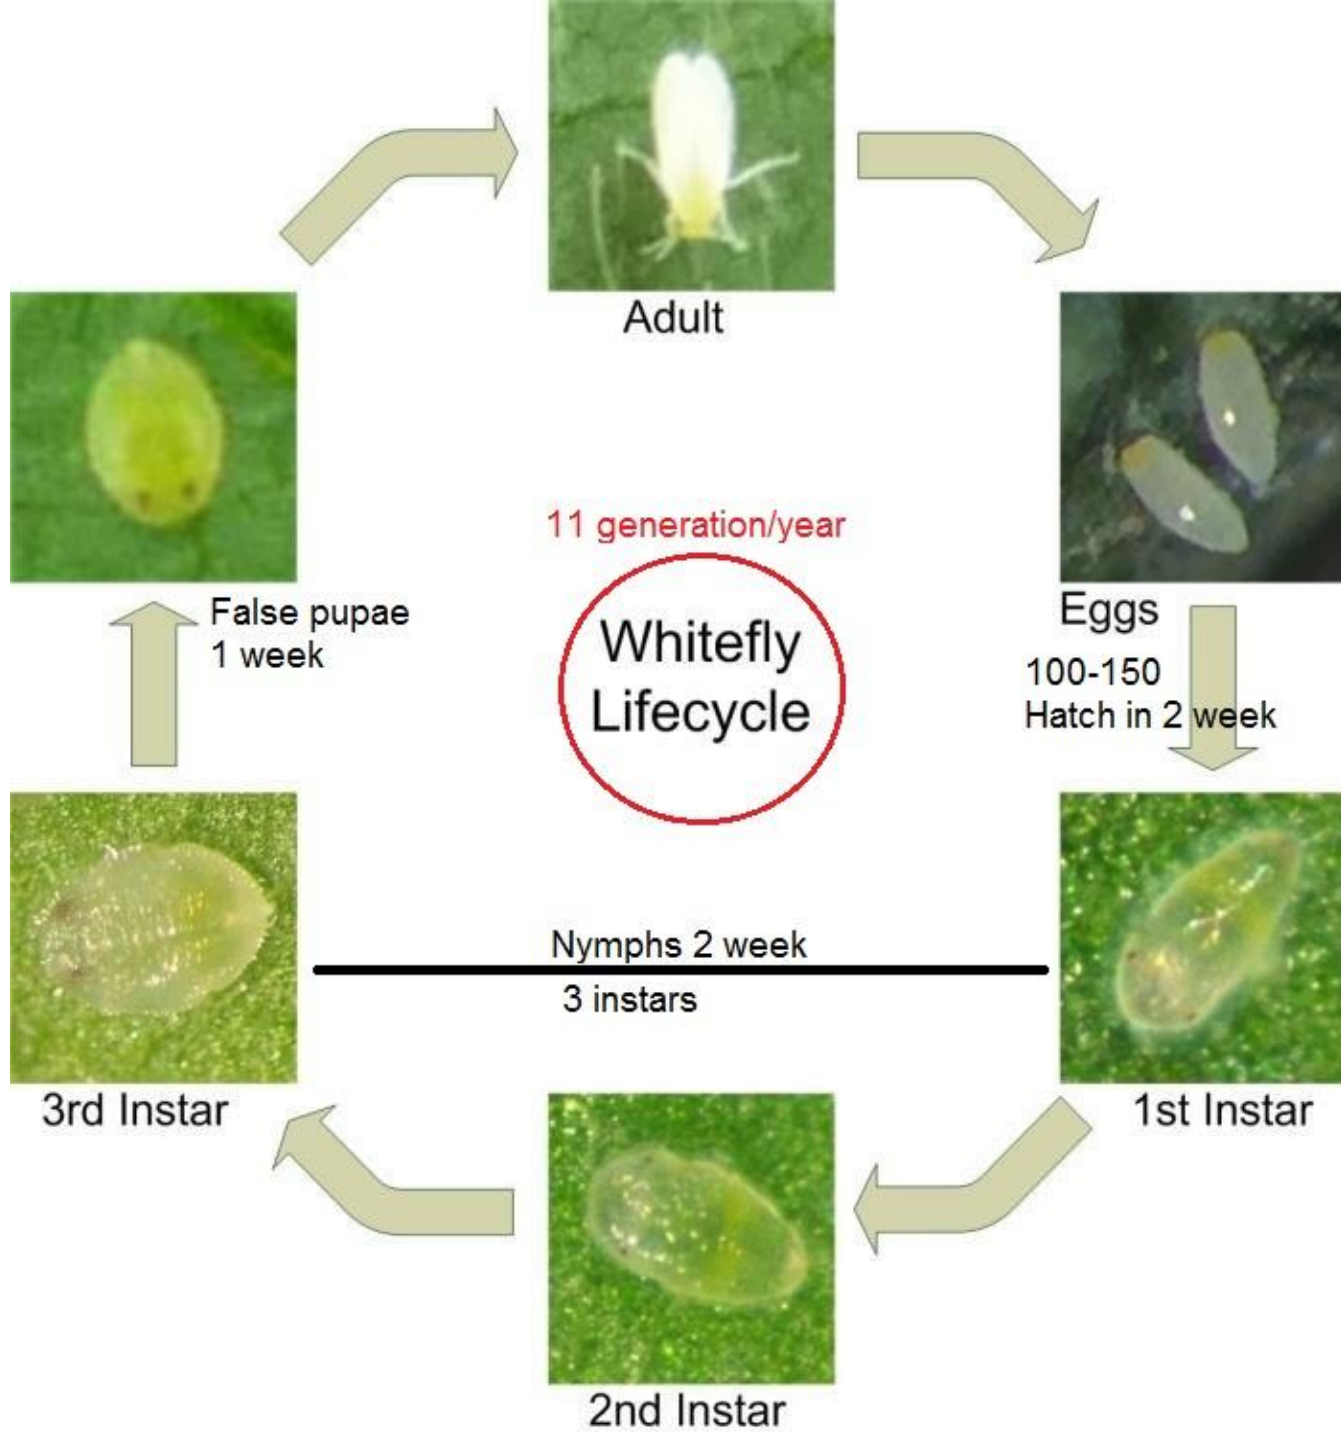 Adult
11 generation/year
Whitefly
Lifecycle
False pupae
1 week
Eggs
100-150
Hatch in 2 week
Nymphs 2 week
3 instars
3rd Instar
1st Instar
2nd Instar